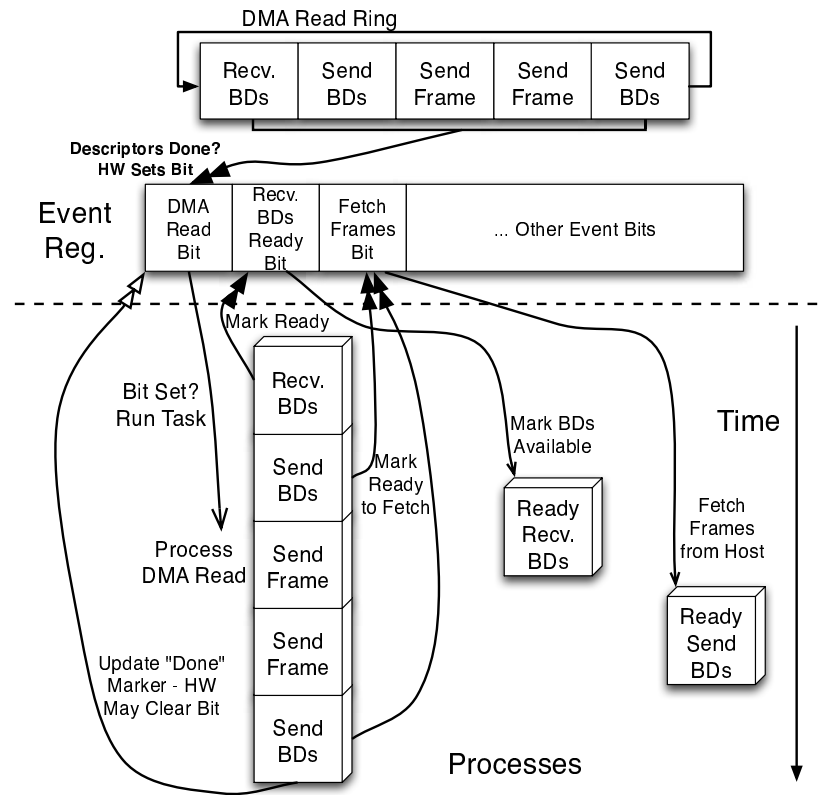 DMA Read Ring
Recv.
BDs
Send
BDs
Send
Frame
Send
Frame
Send
BDs
Descriptors Done?
HW Sets Bit
Event
Reg.
DMA
Read
Bit
Recv.
BDs
Ready
Bit
Fetch
Frames
Bit
... Other Event Bits
Mark Ready
Bit Set?
Run Task
Process
DMA Read
Update "Done"
Marker - HW
May Clear Bit
Recv.
BDs
Send
BDs
Send
Frame
Send
Frame
Send
BDs
Mark
Ready
to Fetch
Mark BDs
Available
Ready
Recv.
BDs
Time
Fetch
Frames
from Host
Ready
Send
BDs
Processes